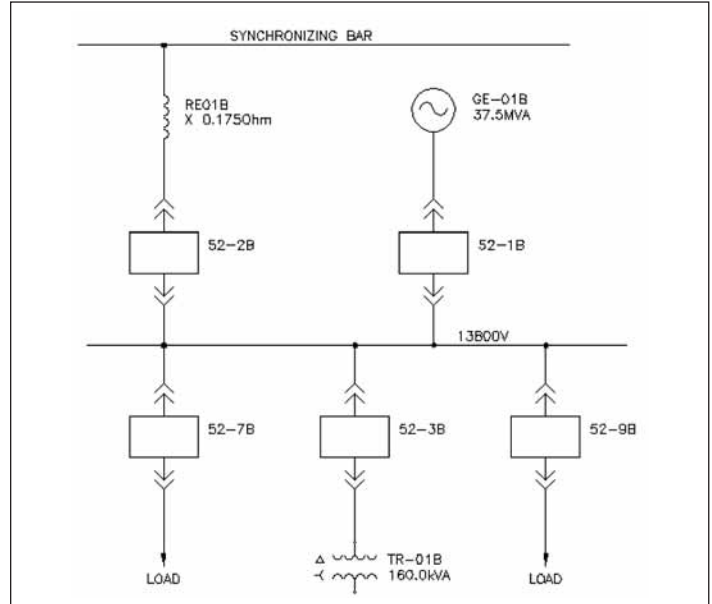 SYNCHRONIZING BAR
RE01B
X 0.175Ohm
GE-01B
37.5MVA
52-2B
52-1B
13800V
52-7B
52-3B
52-9B
LOAD
TR-01B
160.0kVA
LOAD